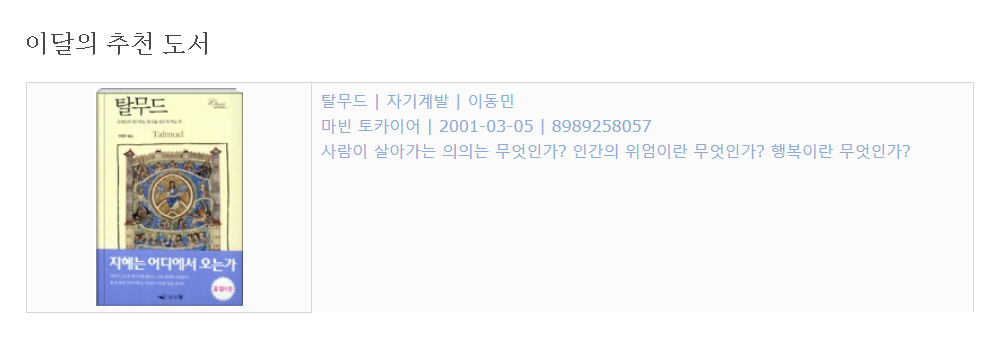 이달의 추천 도서
탈무드
Talmud
지혜는 어디에서 오는가
탈무드 | 자기계발 | 이동민
마빈 토카이어 | 2001-03-05 | 8989258057
사람이 살아가는 의의는 무엇인가? 인간의 위엄이란 무엇인가? 행복이란 무엇인가?